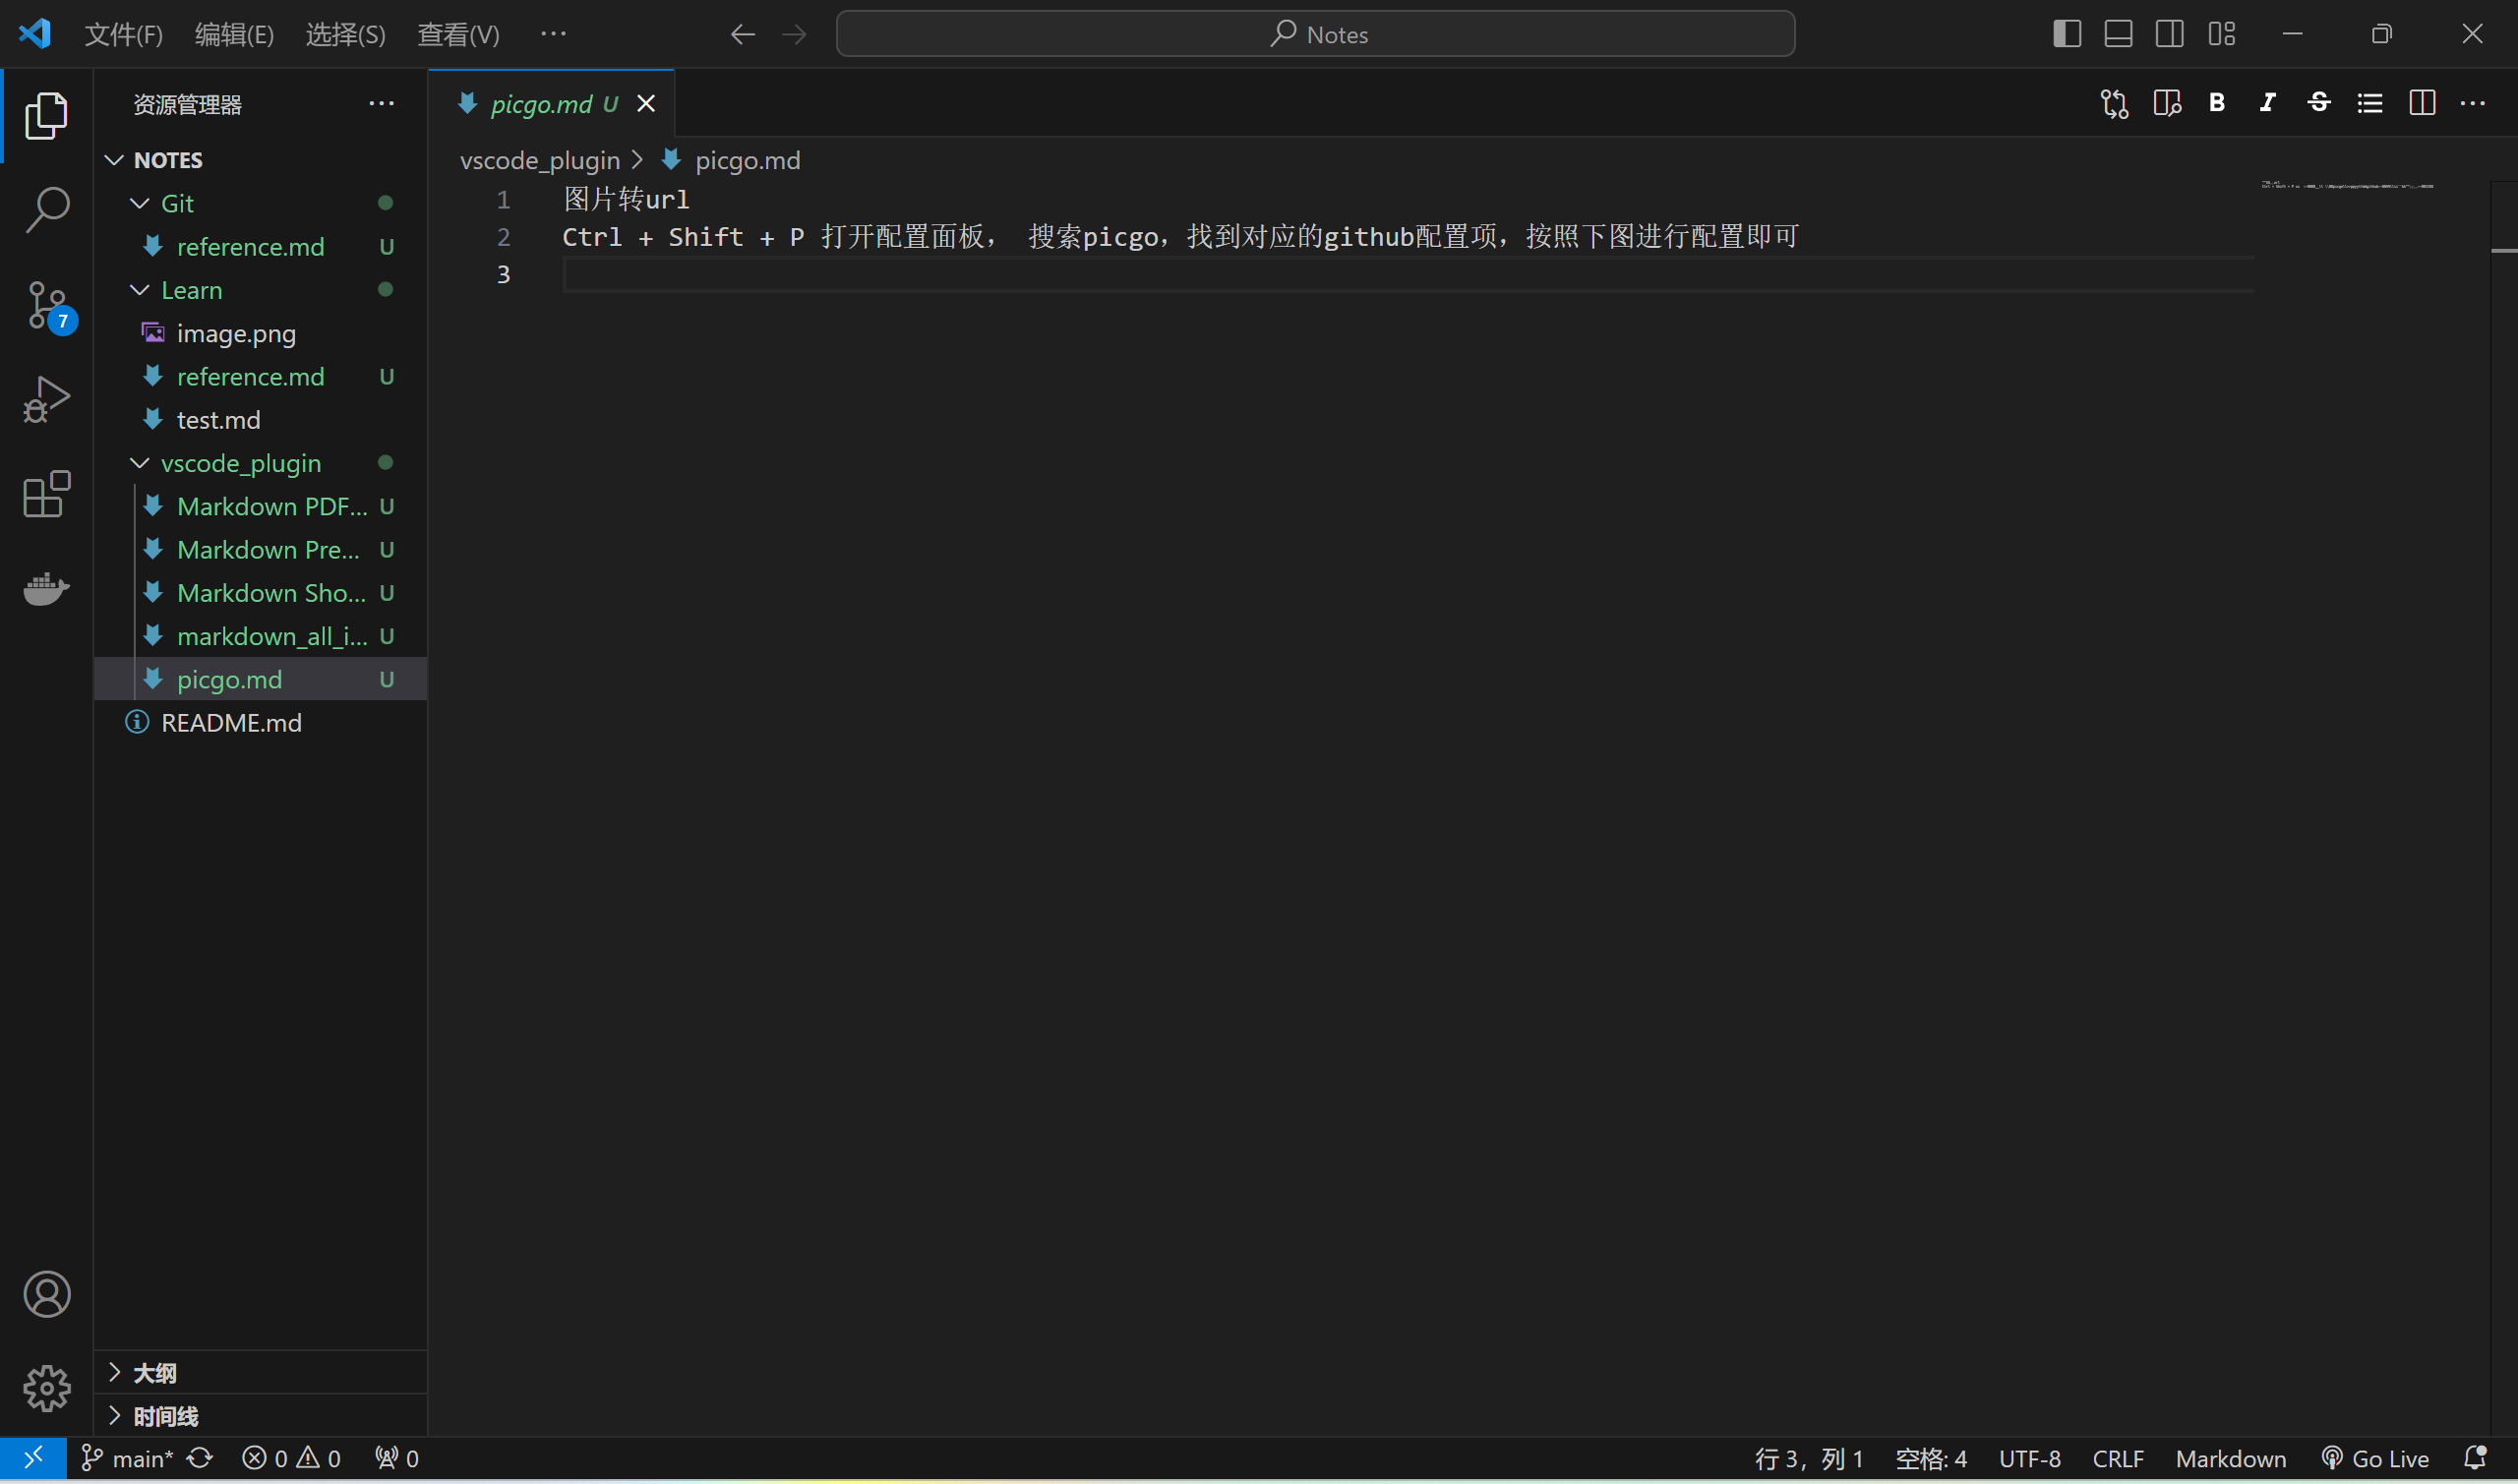 文件(F) 编辑(E) 选择(S) 查看(V) ··· Notes
资源管理器 ···
picgo.md U
NOTES
vscode_plugin > picgo.md
Git
reference.md U
Learn
image.png
reference.md U
test.md
vscode_plugin
Markdown PDF... U
Markdown Pre... U
Markdown Sho... U
markdown_all_i... U
picgo.md U
README.md
1 图片转url
2 Ctrl + Shift + P 打开配置面板， 搜索picgo，找到对应的github配置项，按照下图进行配置即可
3
7
B I S
大纲
时间线
main* 0 0 0 行 3，列 1 空格: 4 UTF-8 CRLF Markdown Go Live